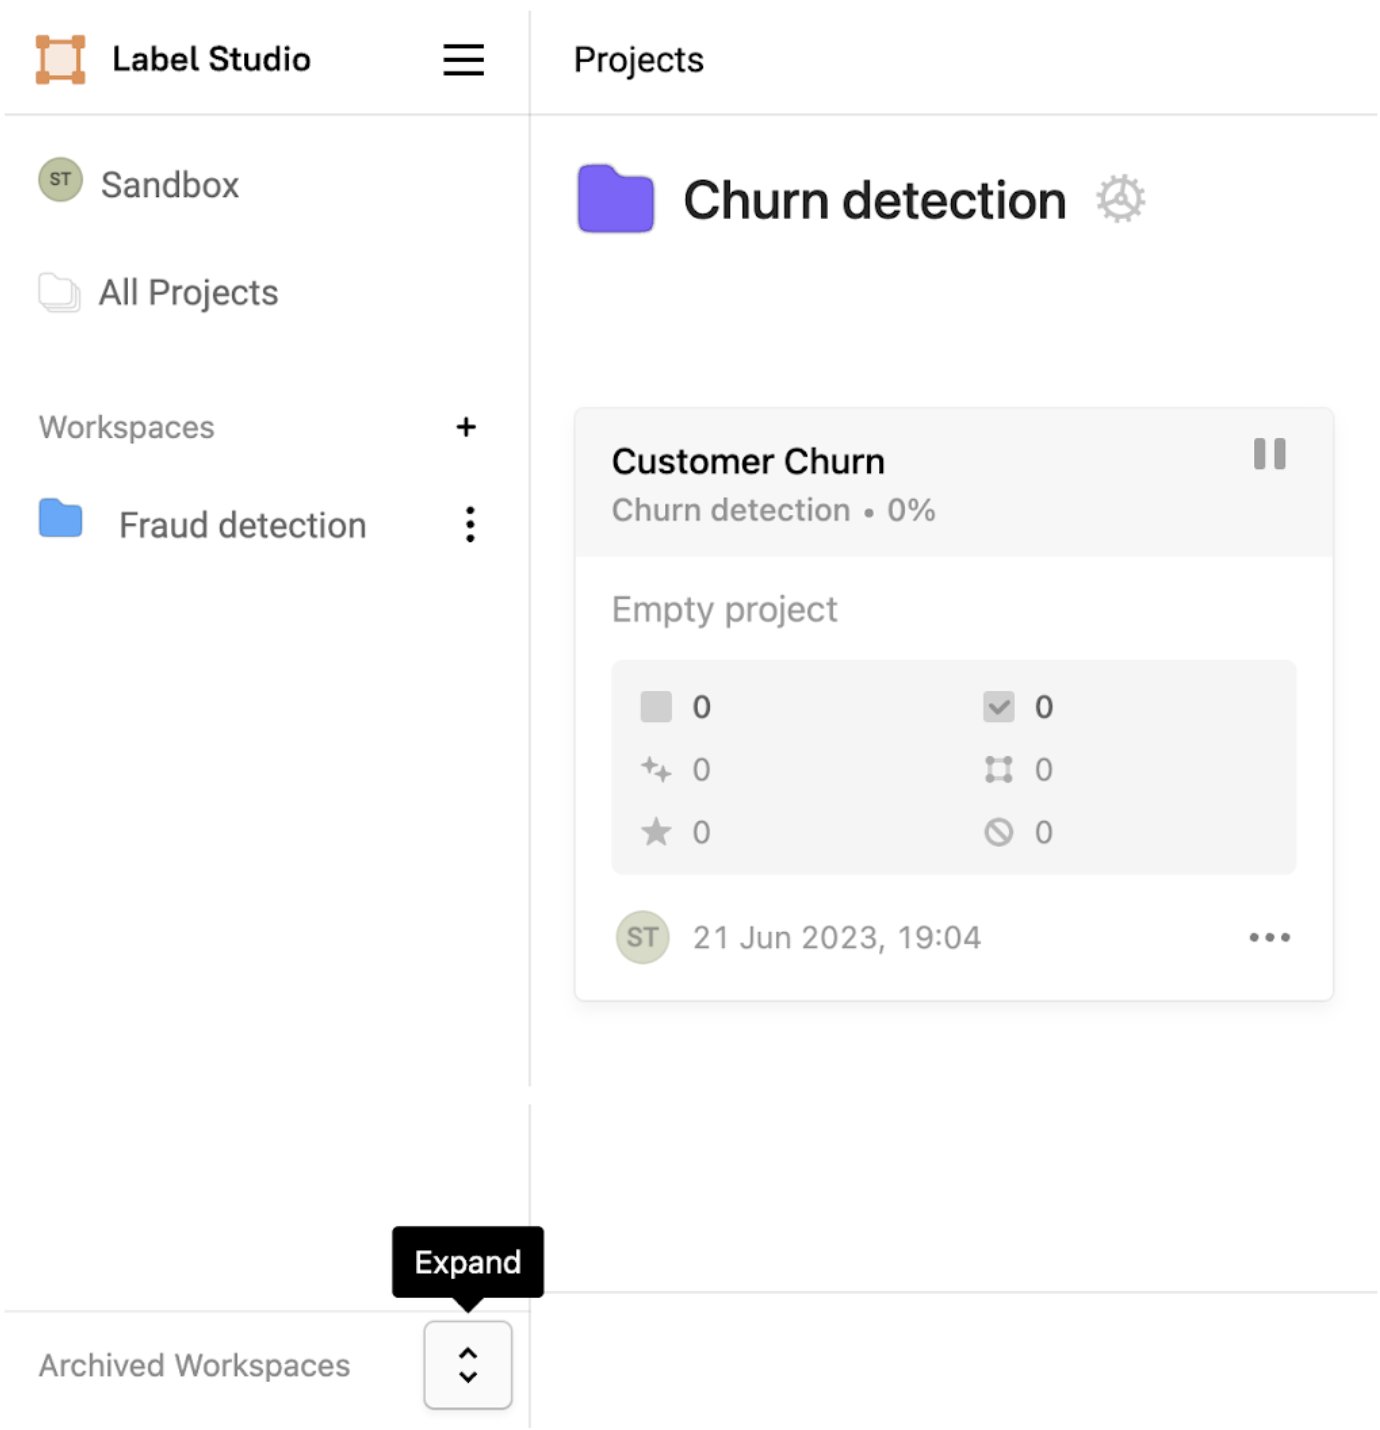 Label Studio
Projects
ST Sandbox
All Projects
Workspaces +
Fraud detection
Churn detection
Customer Churn
Churn detection • 0%
Empty project
0 0
0 0
0 0
ST 21 Jun 2023, 19:04
Expand
Archived Workspaces